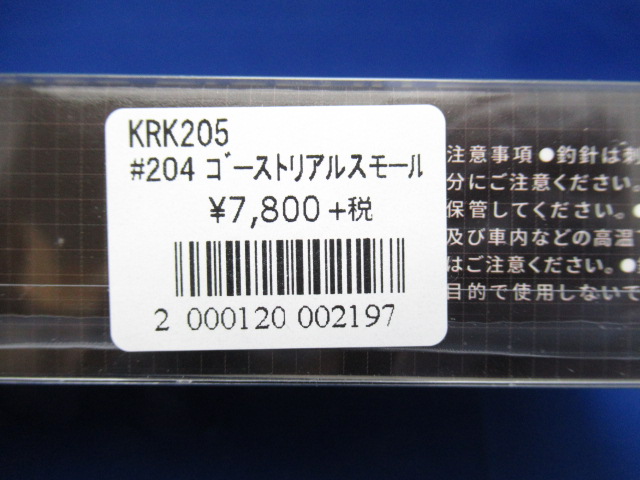 KRK205
#204 ｺﾞｰｽﾄﾘｱﾙｽﾓｰﾙ
¥7,800+税
2 000120 002197
注意事項●釣針は
分にご注意ください
保管してください。●
及び車内などの高温
はご注意ください。●
目的で使用しないで